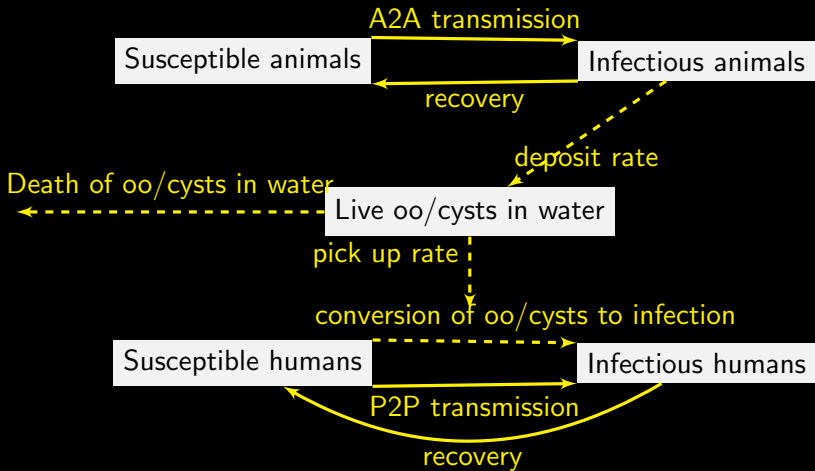 A2A transmission
Susceptible animals
Infectious animals
recovery
deposit rate
Death of oo/cysts in water
Live oo/cysts in water
pick up rate
conversion of oo/cysts to infection
Susceptible humans
Infectious humans
P2P transmission
recovery